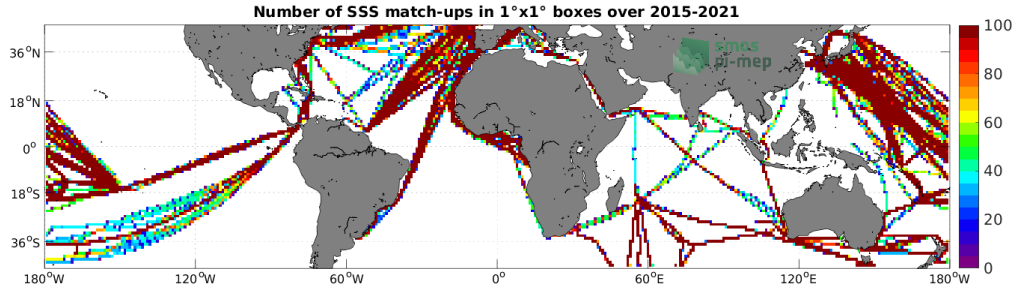 Number of SSS match-ups in 1°x1° boxes over 2015-2021
36°N
18°N
0°
18°S
36°S
180°W
120°W
60°W
0°
60°E
120°E
180°W
100
80
60
40
20
0
smos
pi-mep